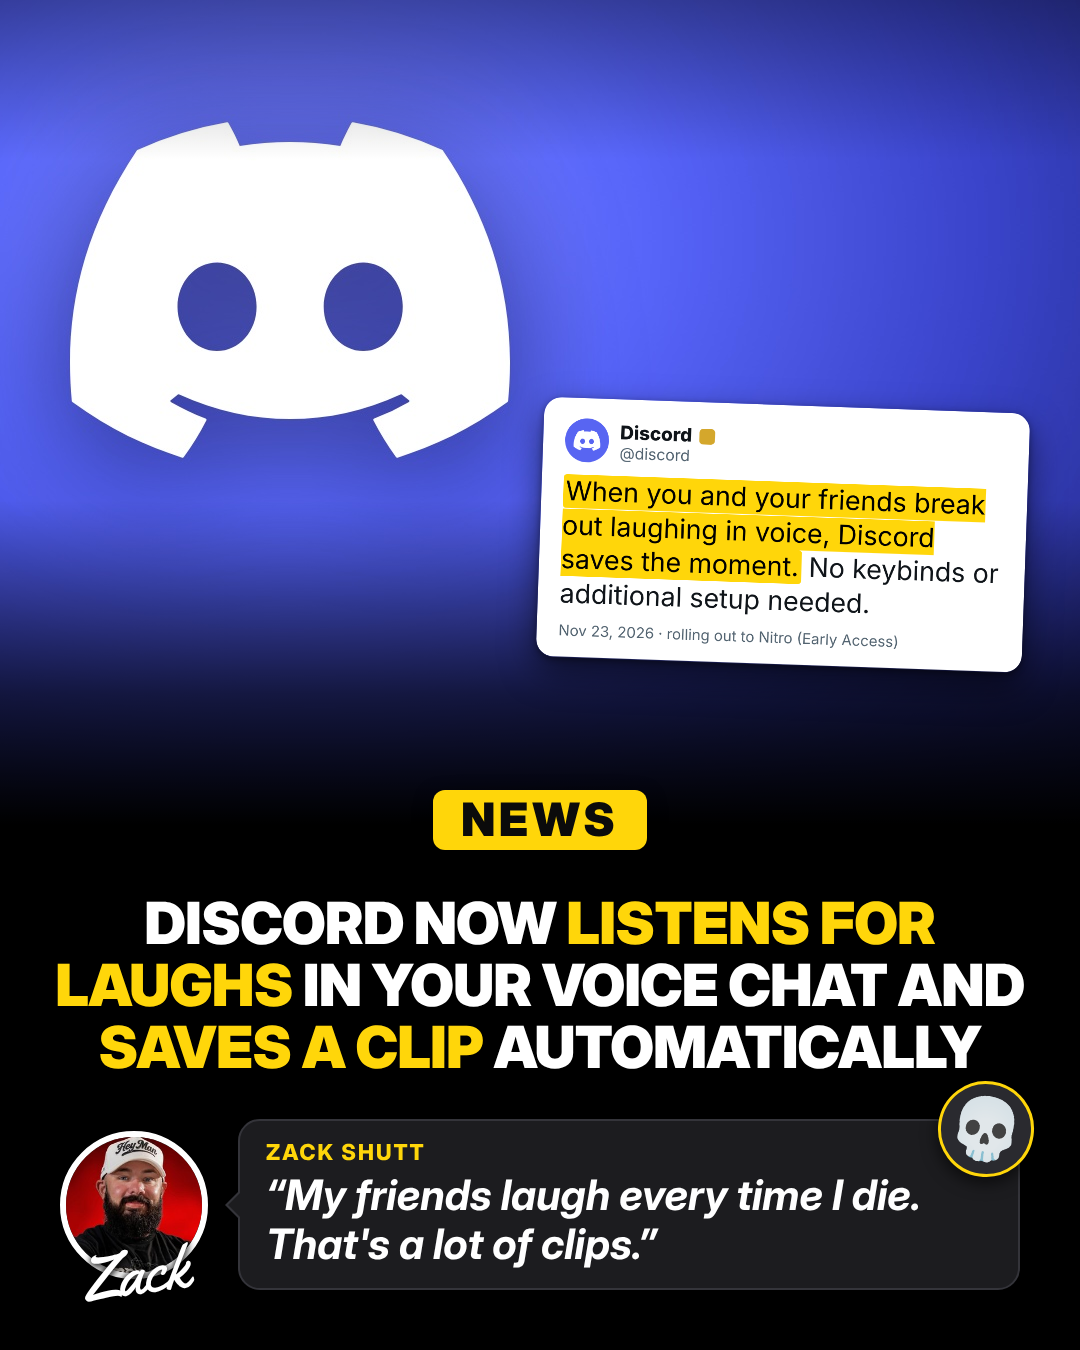 Discord
@discord
When you and your friends break
out laughing in voice, Discord
saves the moment. No keybinds or
additional setup needed.
Nov 23, 2026 · rolling out to Nitro (Early Access)
NEWS
DISCORD NOW LISTENS FOR
LAUGHS IN YOUR VOICE CHAT AND
SAVES A CLIP AUTOMATICALLY
Hey Man
Zack
ZACK SHUTT
“My friends laugh every time I die.
That's a lot of clips.”